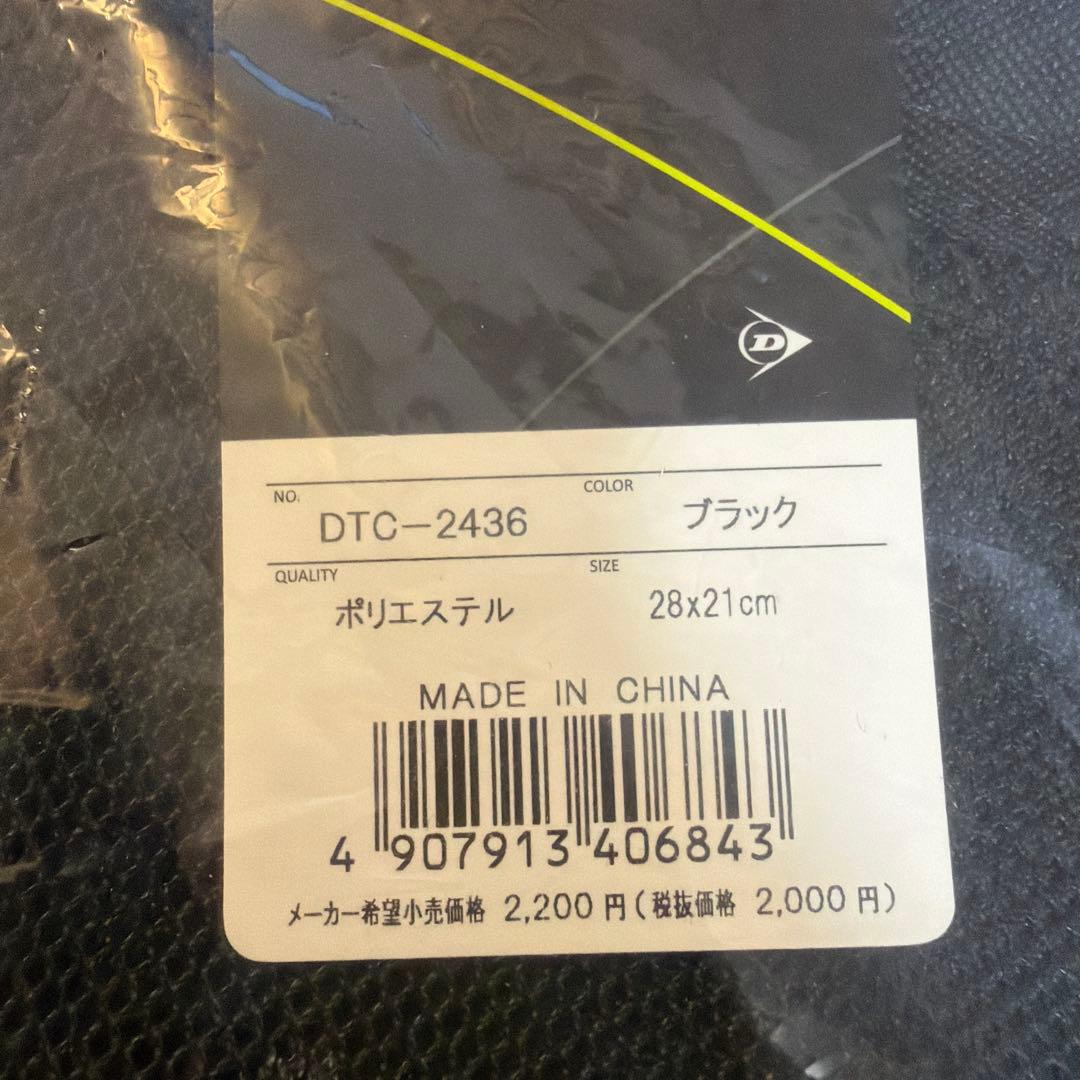 D
NO. DTC-2436 COLOR ブラック
QUALITY ポリエステル SIZE 28x21cm
MADE IN CHINA
4 907913 406843
メーカー希望小売価格 2,200 円(税抜価格 2,000 円)